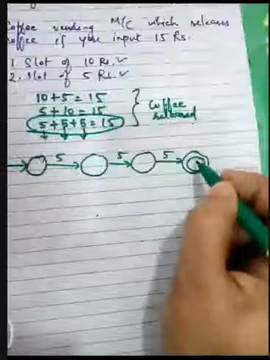 Coffee vending M/C which releases
coffee if you input 15 Rs.
1. Slot of 10 Rs. ✓
2. Slot of 5 Rs. ✓
10 + 5 = 15
5 + 10 = 15
5 + 5 + 5 = 15
Coffee
released
5 5 5